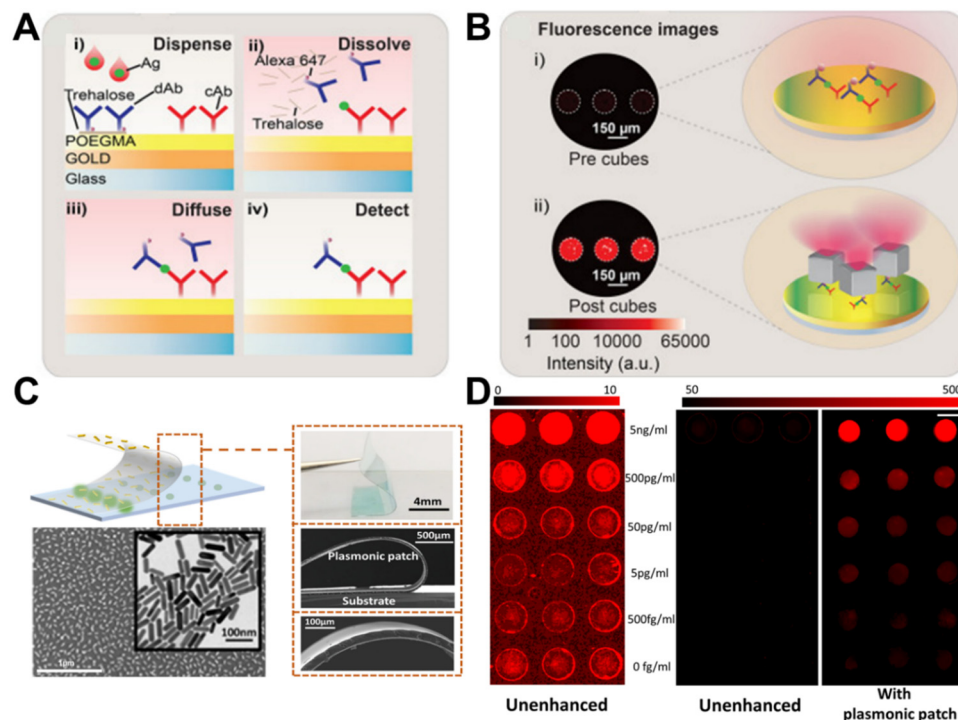 A
i)
Dispense
Ag
Trehalose
dAb
cAb
POEGMA
GOLD
Glass
ii)
Dissolve
Alexa 647
Trehalose
iii)
Diffuse
iv)
Detect
B
Fluorescence images
i)
150 µm
Pre cubes
ii)
150 µm
Post cubes
1 100 10000 65000
Intensity (a.u.)
C
4mm
500µm
Plasmonic patch
Substrate
100µm
100nm
1µm
D
0 10
50 500
5ng/ml
500pg/ml
50pg/ml
5pg/ml
500fg/ml
0 fg/ml
Unenhanced
Unenhanced
With
plasmonic patch